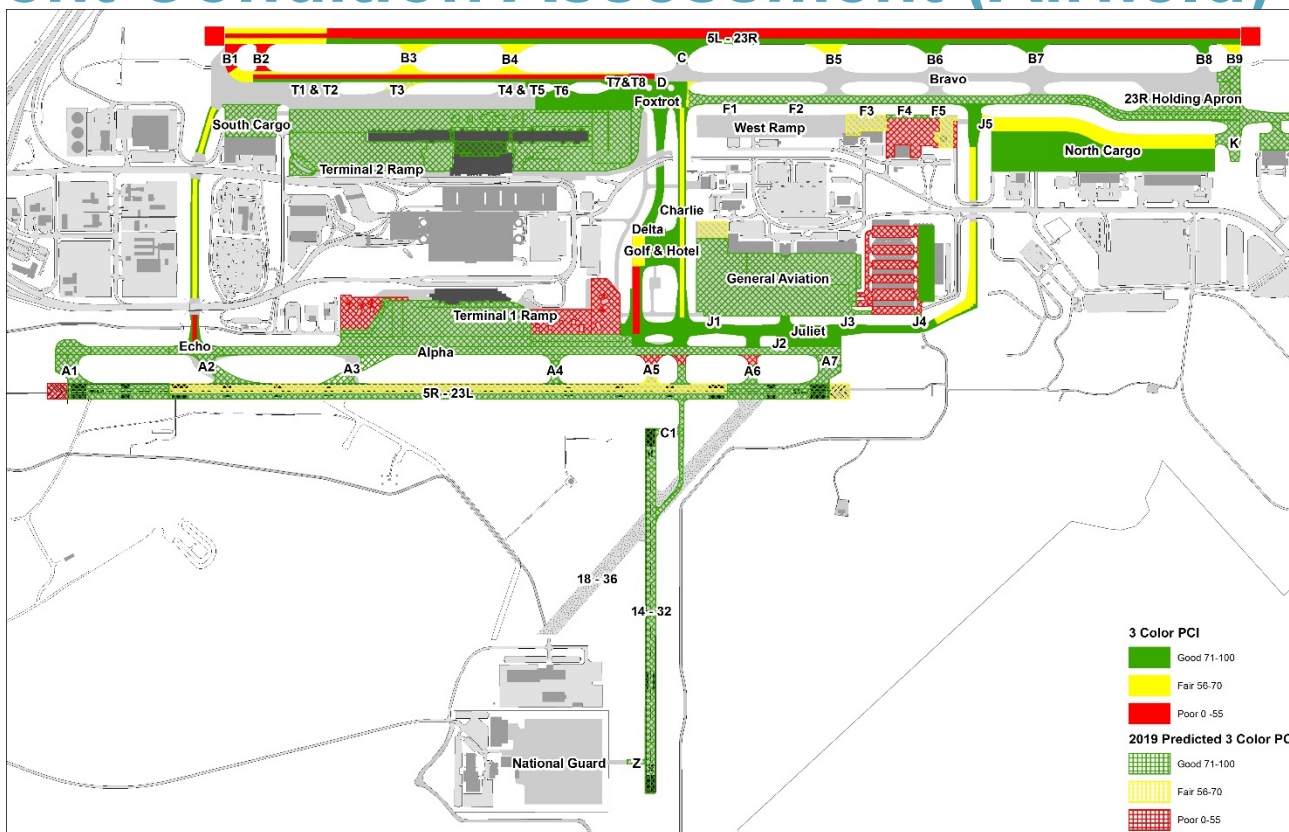 ent Condition Assessment (Airfield)
5L - 23R
B1
B2
B3
B4
C
B5
B6
B7
B8
B9
T1 & T2
T3
T4 & T5
T6
T7&T8
D
Bravo
Foxtrot
23R Holding Apron
South Cargo
F1
F2
F3
F4
F5
West Ramp
J5
K
North Cargo
Terminal 2 Ramp
Charlie
Delta
Golf & Hotel
General Aviation
Terminal 1 Ramp
J1
J3
J4
Juliet
J2
Echo
Alpha
A1
A2
A3
A4
A5
A6
A7
5R - 23L
C1
18 - 36
14 - 32
National Guard
Z
3 Color PCI
Good 71-100
Fair 56-70
Poor 0 -55
2019 Predicted 3 Color PC
Good 71-100
Fair 56-70
Poor 0-55